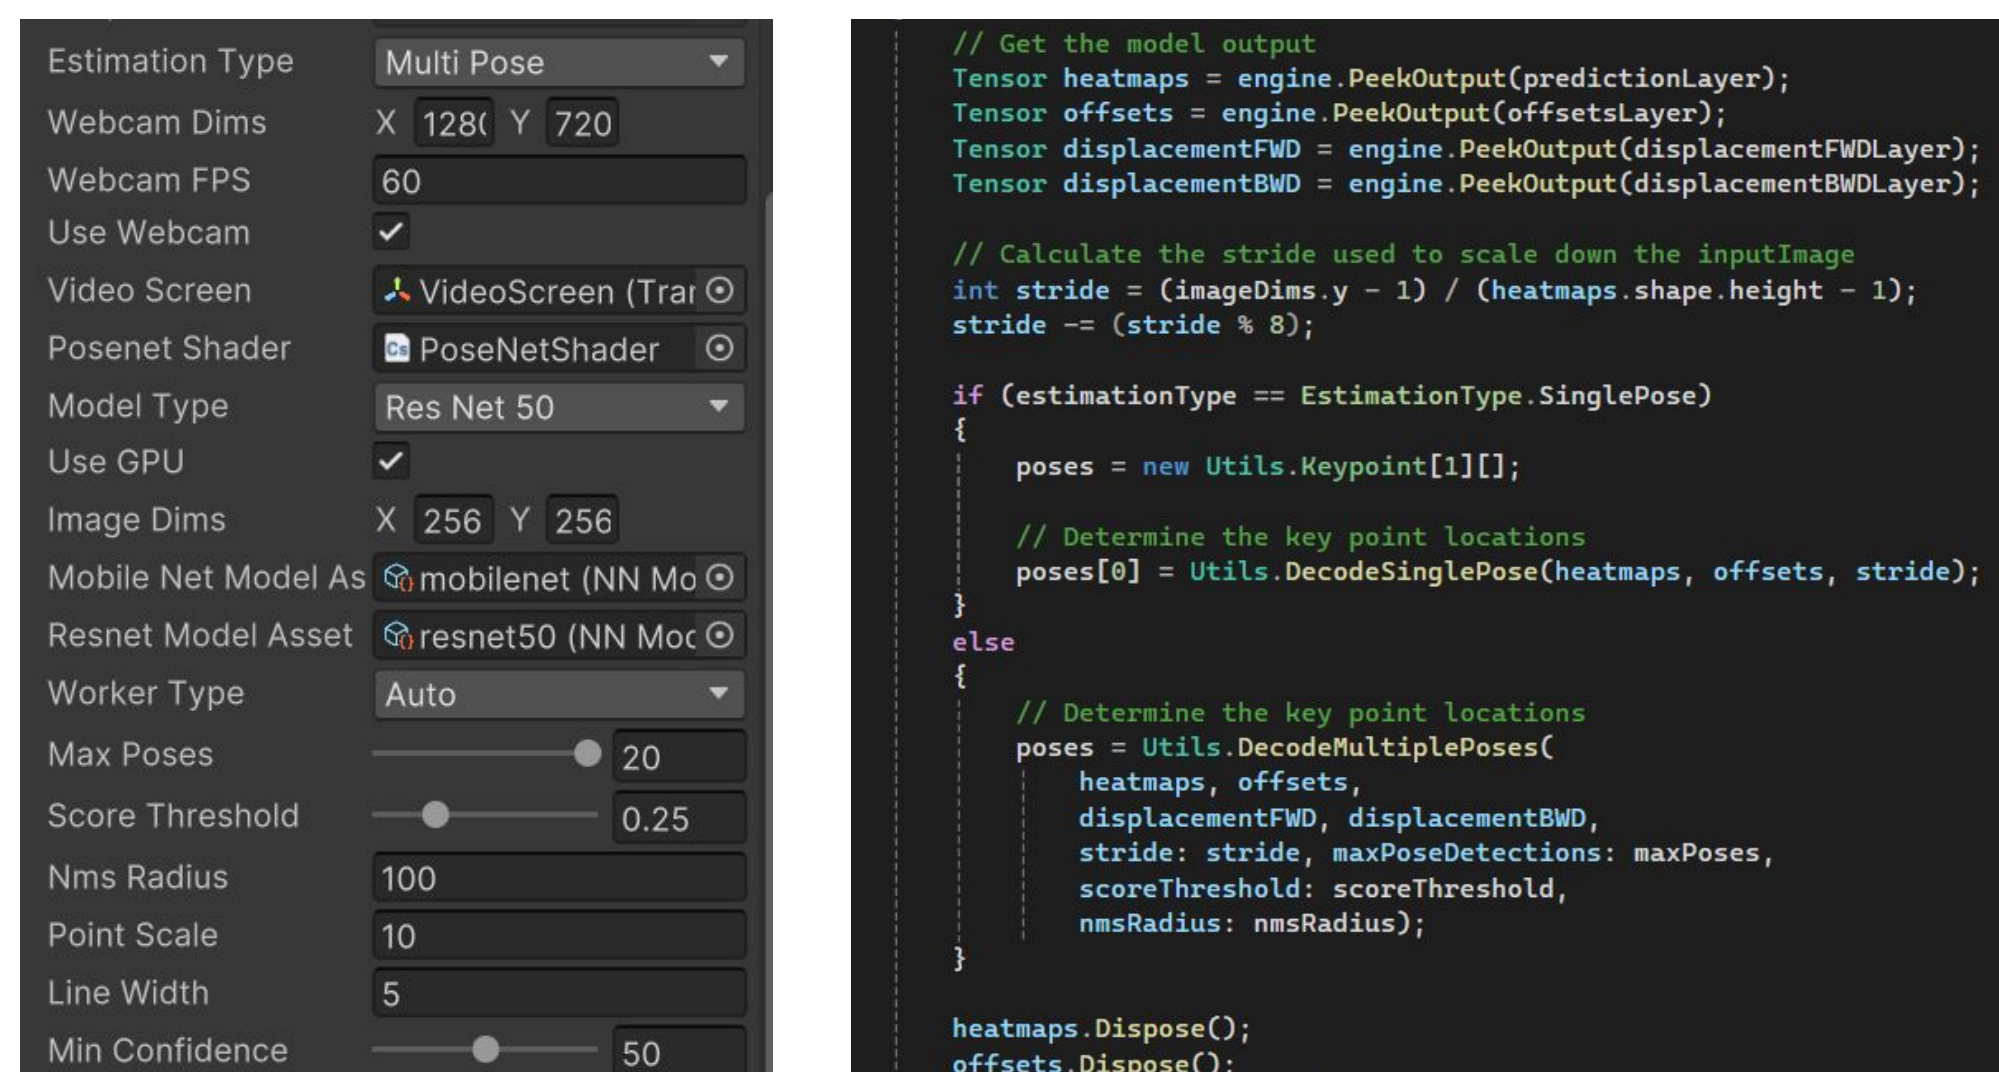 Estimation Type Multi Pose
Webcam Dims X 128( Y 720
Webcam FPS 60
Use Webcam
Video Screen VideoScreen (Trar
Posenet Shader PoseNetShader
Model Type Res Net 50
Use GPU
Image Dims X 256 Y 256
Mobile Net Model As mobilenet (NN Mo
Resnet Model Asset resnet50 (NN Moc
Worker Type Auto
Max Poses 20
Score Threshold 0.25
Nms Radius 100
Point Scale 10
Line Width 5
Min Confidence 50
// Get the model output
Tensor heatmaps = engine.PeekOutput(predictionLayer);
Tensor offsets = engine.PeekOutput(offsetsLayer);
Tensor displacementFWD = engine.PeekOutput(displacementFWDLayer);
Tensor displacementBWD = engine.PeekOutput(displacementBWDLayer);
// Calculate the stride used to scale down the inputImage
int stride = (imageDims.y - 1) / (heatmaps.shape.height - 1);
stride -= (stride % 8);
if (estimationType == EstimationType.SinglePose)
{
poses = new Utils.Keypoint[1][];
// Determine the key point locations
poses[0] = Utils.DecodeSinglePose(heatmaps, offsets, stride);
}
else
{
// Determine the key point locations
poses = Utils.DecodeMultiplePoses(
heatmaps, offsets,
displacementFWD, displacementBWD,
stride: stride, maxPoseDetections: maxPoses,
scoreThreshold: scoreThreshold,
nmsRadius: nmsRadius);
}
heatmaps.Dispose();
offsets.Dispose();